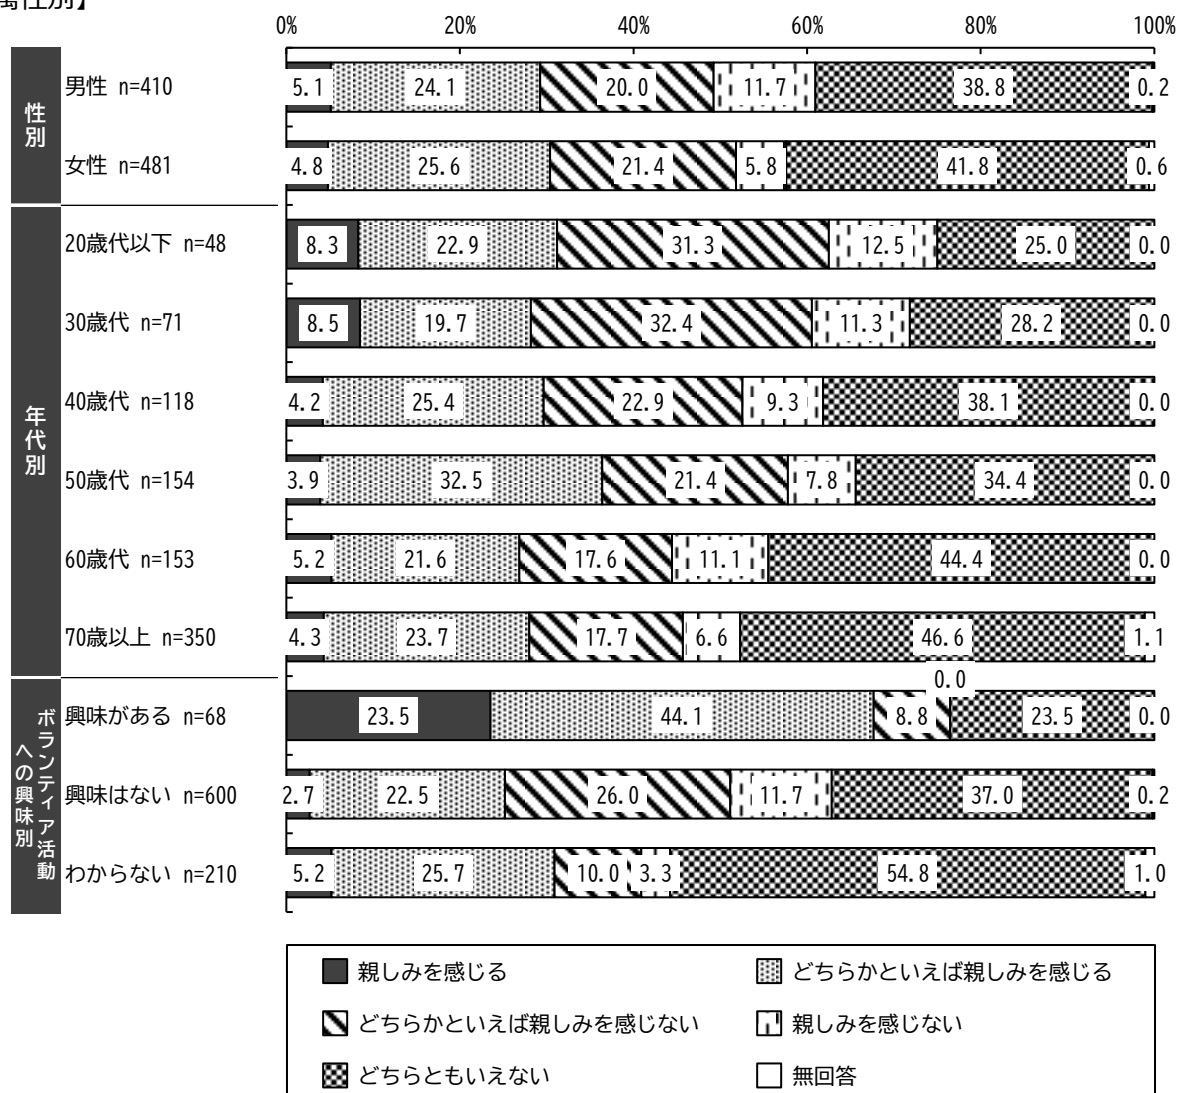 属性別】
0% 20% 40% 60% 80% 100%
性別
男性 n=410 5.1 24.1 20.0 11.7 38.8 0.2
女性 n=481 4.8 25.6 21.4 5.8 41.8 0.6
年代別
20歳代以下 n=48 8.3 22.9 31.3 12.5 25.0 0.0
30歳代 n=71 8.5 19.7 32.4 11.3 28.2 0.0
40歳代 n=118 4.2 25.4 22.9 9.3 38.1 0.0
50歳代 n=154 3.9 32.5 21.4 7.8 34.4 0.0
60歳代 n=153 5.2 21.6 17.6 11.1 44.4 0.0
70歳以上 n=350 4.3 23.7 17.7 6.6 46.6 1.1
ボランティア活動
への興味別
興味がある n=68 23.5 44.1 8.8 0.0 23.5 0.0
興味はない n=600 2.7 22.5 26.0 11.7 37.0 0.2
わからない n=210 5.2 25.7 10.0 3.3 54.8 1.0
親しみを感じる どちらかといえば親しみを感じる
どちらかといえば親しみを感じない 親しみを感じない
どちらともいえない 無回答